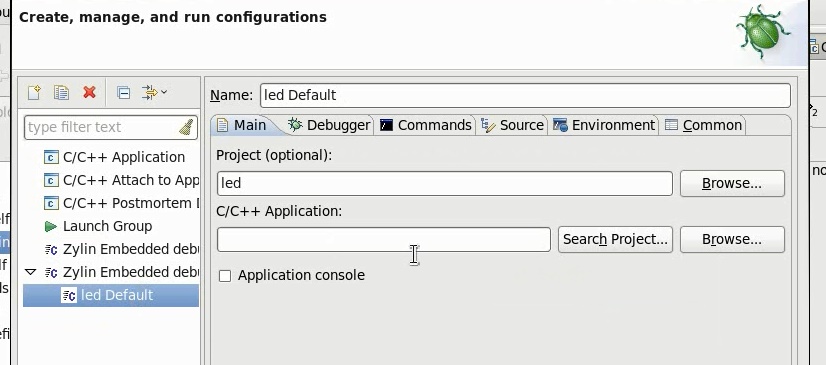 Create, manage, and run configurations
Name: led Default
type filter text
Main Debugger Commands Source Environment Common
C/C++ Application
C/C++ Attach to App
C/C++ Postmortem
Launch Group
Zylin Embedded deb
Zylin Embedded deb
led Default
Project (optional):
led Browse...
C/C++ Application:
Search Project... Browse...
Application console